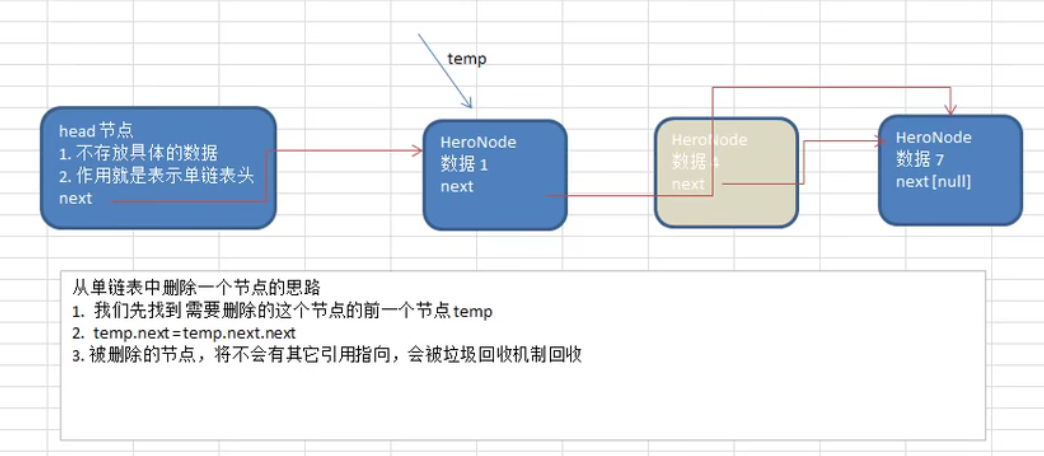 temp
head 节点
1. 不存放具体的数据
2. 作用就是表示单链表头
next
HeroNode
数据 1
next
HeroNode
数据 4
next
HeroNode
数据 7
next [null]
从单链表中删除一个节点的思路
1. 我们先找到 需要删除的这个节点的前一个节点 temp
2. temp.next = temp.next.next
3. 被删除的节点，将不会有其它引用指向，会被垃圾回收机制回收